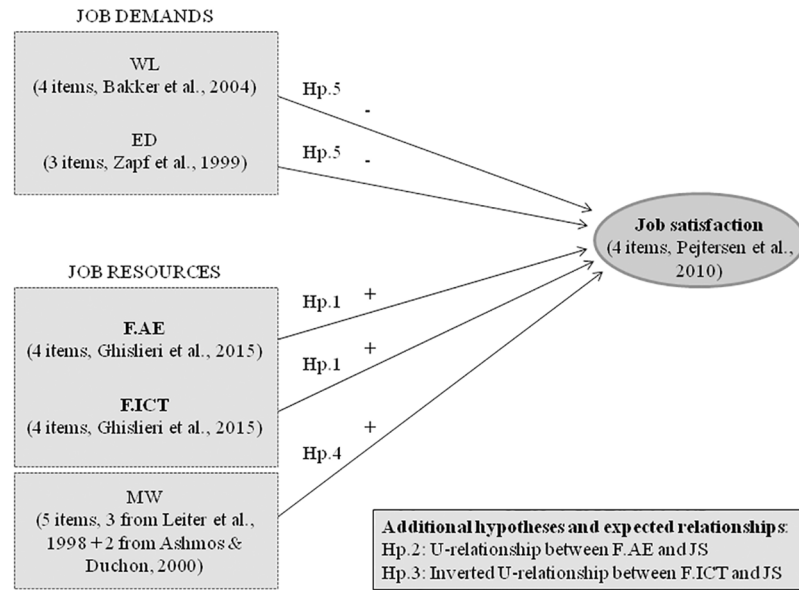 JOB DEMANDS
WL
(4 items, Bakker et al., 2004)
ED
(3 items, Zapf et al., 1999)
Hp.5
-
Hp.5
-
Job satisfaction
(4 items, Pejtersen et al.,
2010)
JOB RESOURCES
F.AE
(4 items, Ghislieri et al., 2015)
F.ICT
(4 items, Ghislieri et al., 2015)
Hp.1
+
Hp.1
+
Hp.4
+
MW
(5 items, 3 from Leiter et al.,
1998 + 2 from Ashmos &
Duchon, 2000)
Additional hypotheses and expected relationships:
Hp.2: U-relationship between F.AE and JS
Hp.3: Inverted U-relationship between F.ICT and JS